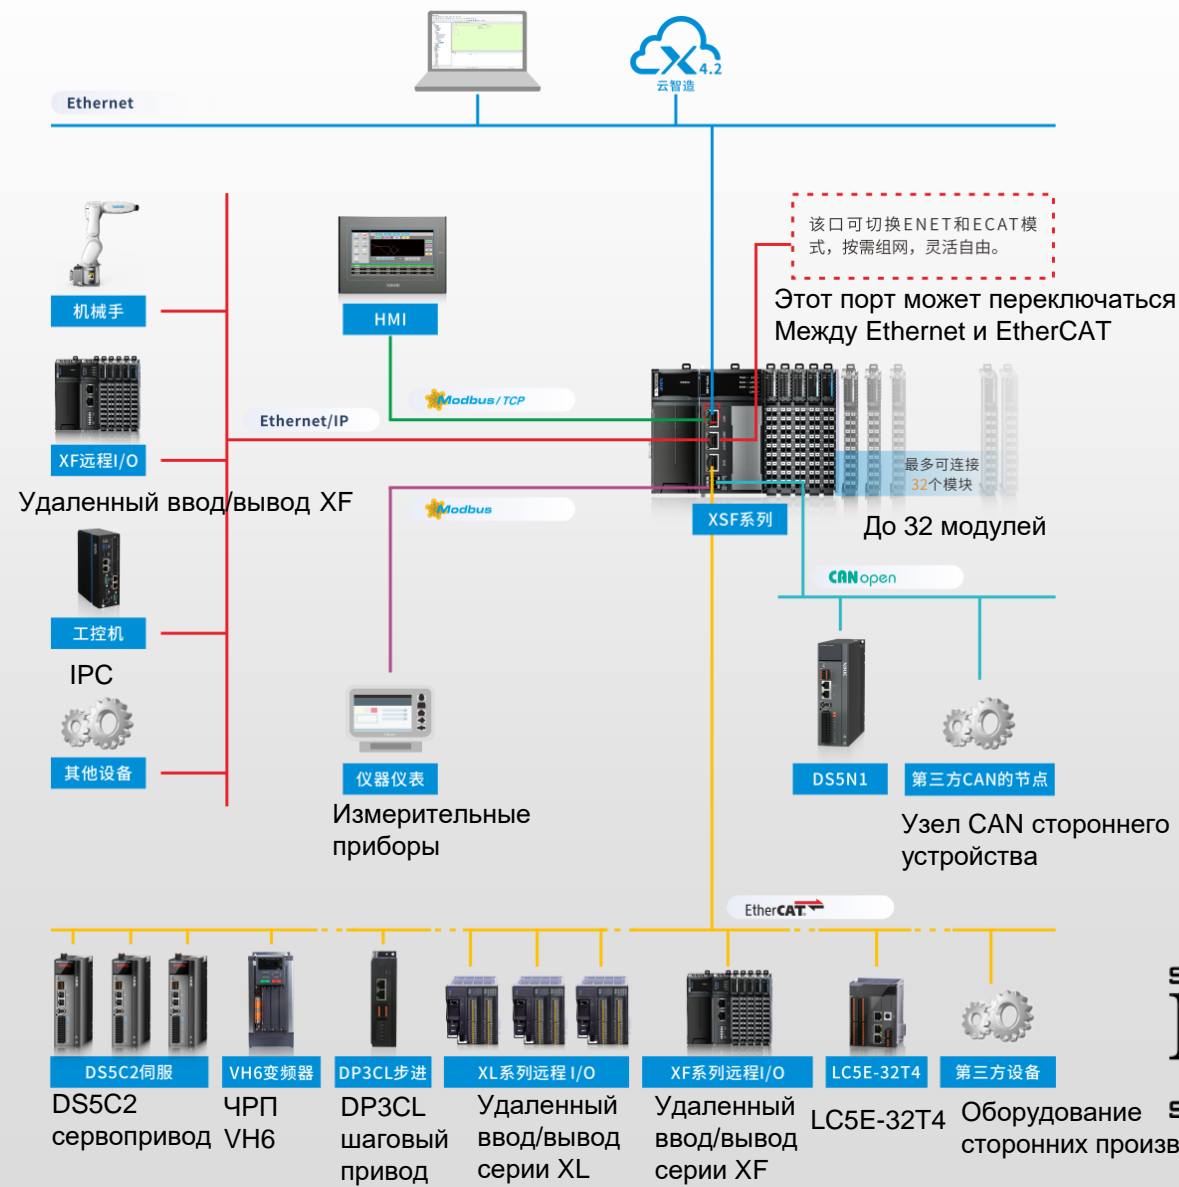 4.2
云智造
Ethernet
该口可切换ENET和ECAT模
式，按需组网，灵活自由。
Этот порт может переключаться
Между Ethernet и EtherCAT
机械手
HMI
Modbus/TCP
Ethernet/IP
XF远程I/O
Удаленный ввод/вывод XF
最多可连接
32个模块
Modbus
XSF系列
До 32 модулей
CANopen
工控机
IPC
其他设备
仪器仪表
Измерительные
приборы
DS5N1
第三方CAN的节点
Узел CAN стороннего
устройства
EtherCAT
DS5C2伺服
VH6变频器
DP3CL步进
XL系列远程 I/O
XF系列远程I/O
LC5E-32T4
第三方设备
DS5C2
сервопривод
ЧРП
VH6
DP3CL
шаговый
привод
Удаленный
ввод/вывод
серии XL
Удаленный
ввод/вывод
серии XF
LC5E-32T4
Оборудование
сторонних произв